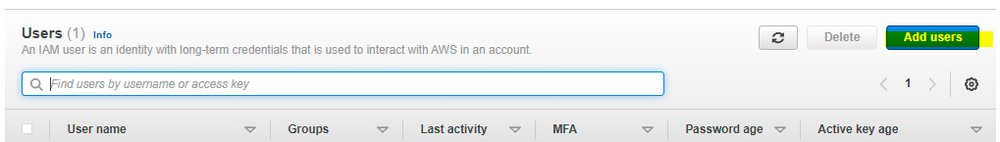 Users (1) Info
An IAM user is an identity with long-term credentials that is used to interact with AWS in an account.
Delete
Add users
Find users by username or access key
1
User name Groups Last activity MFA Password age Active key age